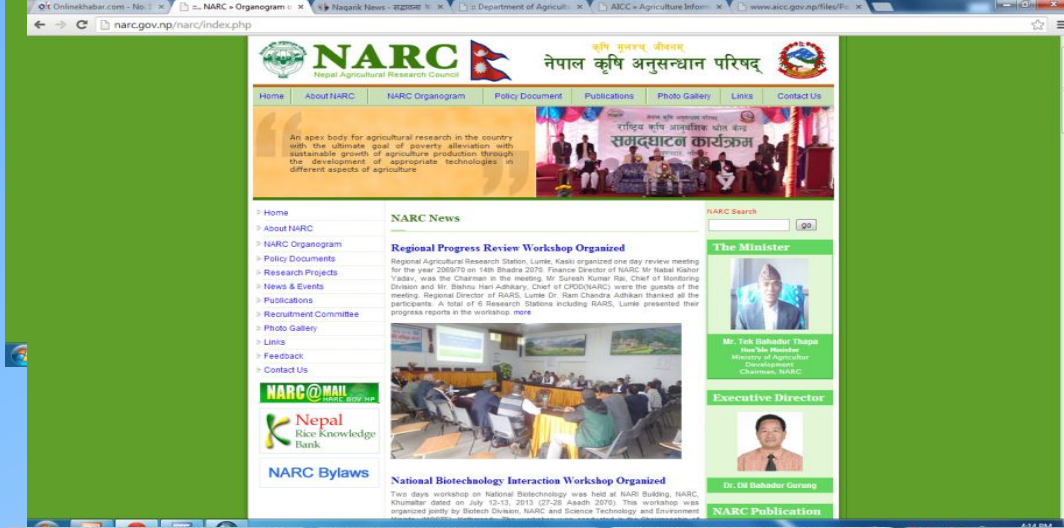 Onlinekhabar.com - No. 1
NARC » Organogram o
Nagarik News -
:: Department of Agricultu
AICC » Agriculture Inform
www.aicc.gov.np/files/
narc.gov.np/narc/index.php
NARC
Nepal Agricultural Research Council
नेपाल कृषि अनुसन्धान परिषद्
Home About NARC NARC Organogram Policy Document Publications Photo Gallery Links Contact Us
An apex body for agricultural research in the country
with the ultimate goal of poverty alleviation with
sustainable growth of agriculture production through
the development of appropriate technologies in
different aspects of agriculture
राष्ट्रिय कृषि आनुवंशिक स्रोत केन्द्र
समुद्घाटन कार्यक्रम
Home
About NARC
NARC Organogram
Policy Documents
Research Projects
News & Events
Publications
Recruitment Committee
Photo Gallery
Links
Feedback
Contact Us
NARC@MAIL
NARC.GOV.NP
Nepal
Rice Knowledge
Bank
NARC Bylaws
NARC News
Regional Progress Review Workshop Organized
Regional Agricultural Research Station, Lumle, Kaski organized one day review meeting
for the year 2069/70 on 14th Bhadra 2070. Finance Director of NARC Mr Nabal Kishor
Yadav, was the Chairman in the meeting. Mr Suresh Kumar Rai, Chief of Monitoring
Division and Mr. Bishnu Hari Adhikary, Chief of CPDD(NARC) were the guests of the
meeting. Regional Director of RARS, Lumle Dr. Ram Chandra Adhikari thanked all the
participants. A total of 6 Research Stations including RARS, Lumle presented their
progress reports in the workshop. more
National Biotechnology Interaction Workshop Organized
Two days workshop on National Biotechnology was held at NARI Building, NARC,
Khumaltar dated on July 12-13, 2013 (27-28 Asadh 2070). This workshop was
organized jointly by Biotech Division, NARC and Science Technology and Environment
NARC Search
go
The Minister
Mr. Tek Bahadur Thapa
Hon'ble Minister
Ministry of Agricultur
Development
Chairman, NARC
Executive Director
Dr. Dil Bahadur Gurung
NARC Publication
4:14 PM